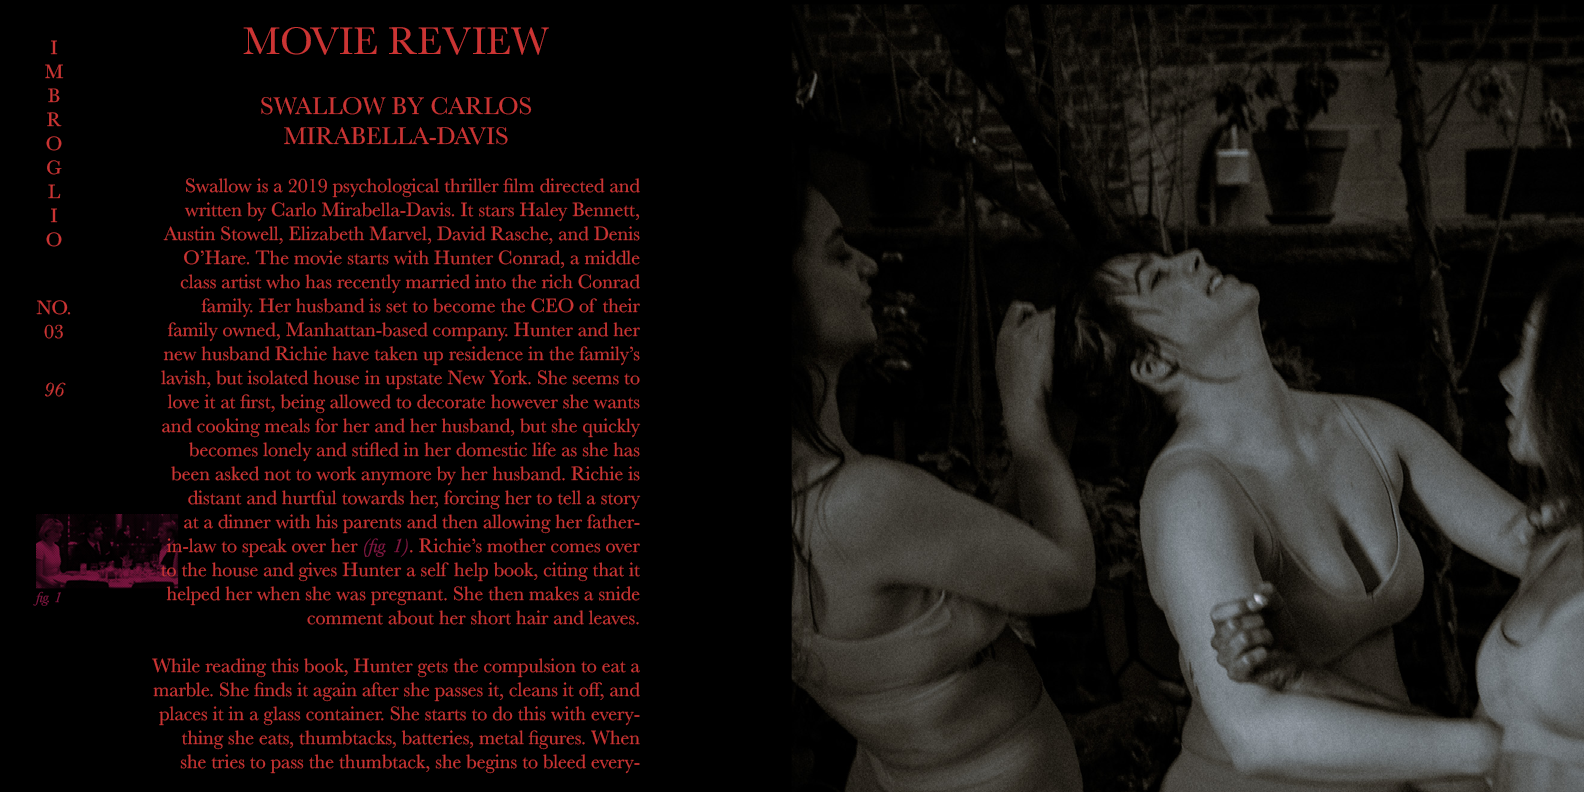 I
M
B
R
O
G
L
I
O
NO.
03
96
MOVIE REVIEW
SWALLOW BY CARLOS
MIRABELLA-DAVIS
Swallow is a 2019 psychological thriller film directed and
written by Carlo Mirabella-Davis. It stars Haley Bennett,
Austin Stowell, Elizabeth Marvel, David Rasche, and Denis
O’Hare. The movie starts with Hunter Conrad, a middle
class artist who has recently married into the rich Conrad
family. Her husband is set to become the CEO of their
family owned, Manhattan-based company. Hunter and her
new husband Richie have taken up residence in the family’s
lavish, but isolated house in upstate New York. She seems to
love it at first, being allowed to decorate however she wants
and cooking meals for her and her husband, but she quickly
becomes lonely and stifled in her domestic life as she has
been asked not to work anymore by her husband. Richie is
distant and hurtful towards her, forcing her to tell a story
at a dinner with his parents and then allowing her father-
in-law to speak over her (fig. 1). Richie’s mother comes over
to the house and gives Hunter a self help book, citing that it
helped her when she was pregnant. She then makes a snide
comment about her short hair and leaves.
While reading this book, Hunter gets the compulsion to eat a
marble. She finds it again after she passes it, cleans it off, and
places it in a glass container. She starts to do this with every-
thing she eats, thumbtacks, batteries, metal figures. When
she tries to pass the thumbtack, she begins to bleed every-
fig. 1